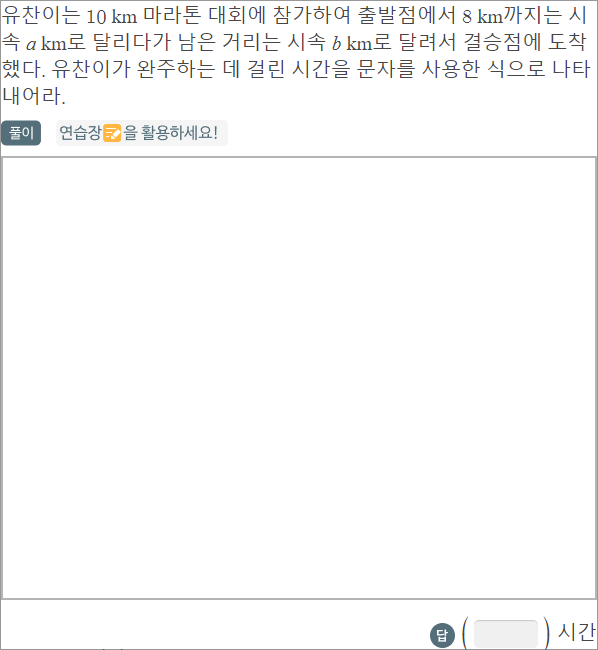 유찬이는 10 km 마라톤 대회에 참가하여 출발점에서 8 km까지는 시
속 a km로 달리다가 남은 거리는 시속 b km로 달려서 결승점에 도착
했다. 유찬이가 완주하는 데 걸린 시간을 문자를 사용한 식으로 나타
내어라.
풀이 연습장을 활용하세요!
답 ( ) 시간